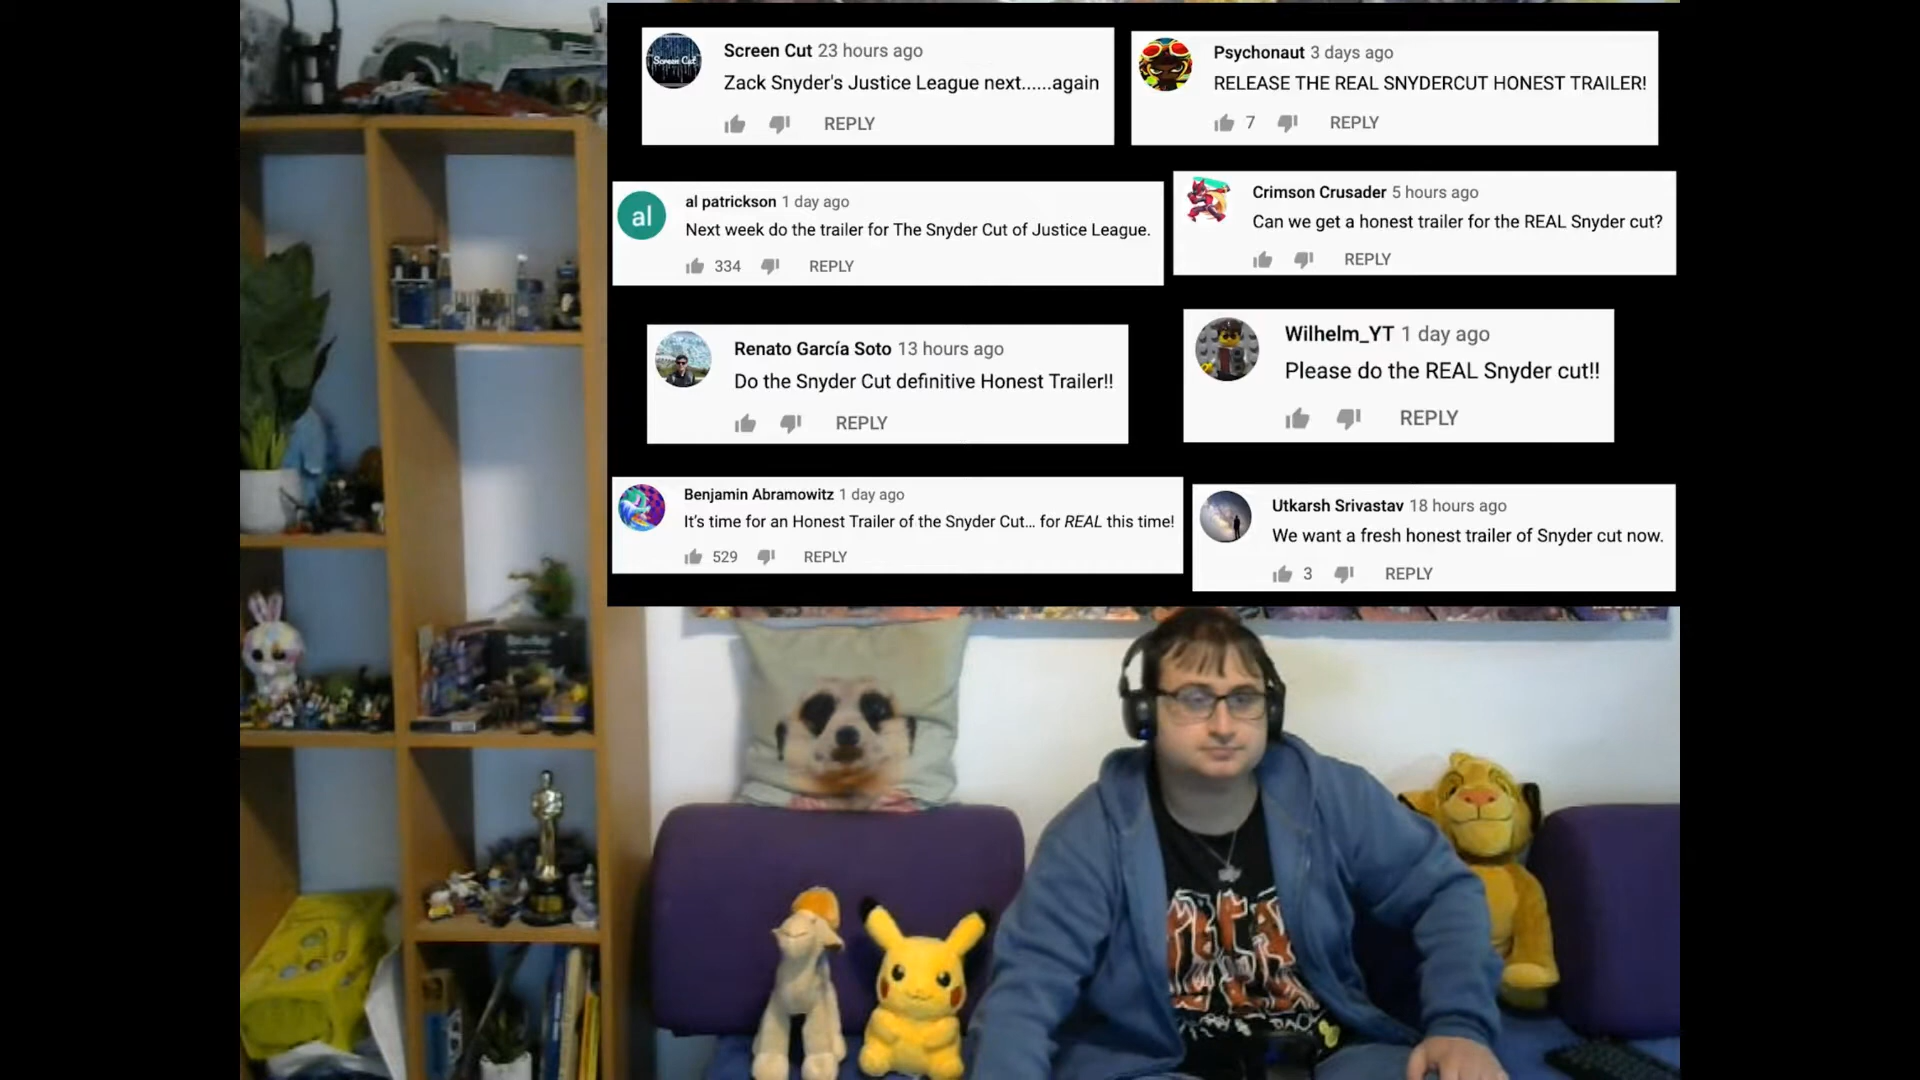 Screen Cut 23 hours ago
Zack Snyder's Justice League next......again
REPLY
Psychonaut 3 days ago
RELEASE THE REAL SNYDERCUT HONEST TRAILER!
7 REPLY
al patrickson 1 day ago
Next week do the trailer for The Snyder Cut of Justice League.
334 REPLY
Crimson Crusader 5 hours ago
Can we get a honest trailer for the REAL Snyder cut?
REPLY
Renato García Soto 13 hours ago
Do the Snyder Cut definitive Honest Trailer!!
REPLY
Wilhelm_YT 1 day ago
Please do the REAL Snyder cut!!
REPLY
Benjamin Abramowitz 1 day ago
It's time for an Honest Trailer of the Snyder Cut... for REAL this time!
529 REPLY
Utkarsh Srivastav 18 hours ago
We want a fresh honest trailer of Snyder cut now.
3 REPLY
Screen Cut
al